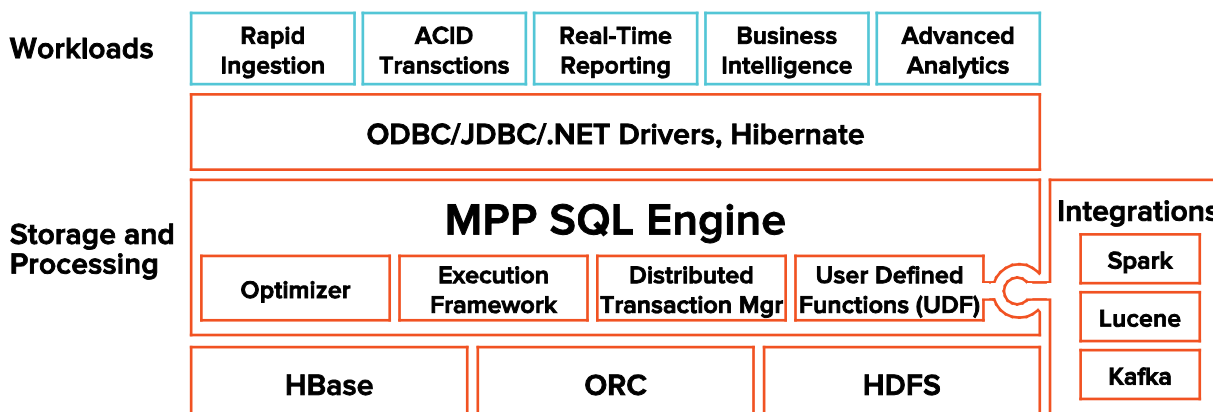 Workloads
Rapid
Ingestion
ACID
Transctions
Real-Time
Reporting
Business
Intelligence
Advanced
Analytics
ODBC/JDBC/.NET Drivers, Hibernate
Storage and
Processing
MPP SQL Engine
Optimizer
Execution
Framework
Distributed
Transaction Mgr
User Defined
Functions (UDF)
Integrations
Spark
Lucene
Kafka
HBase
ORC
HDFS